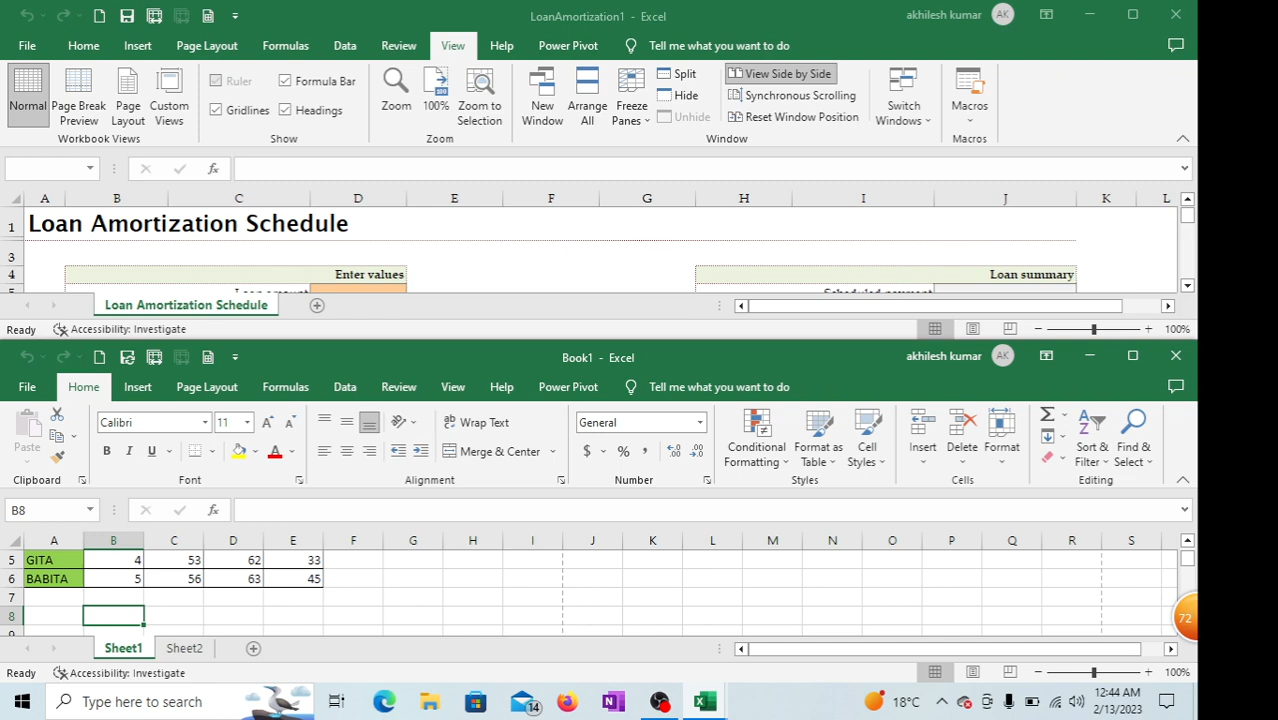 LoanAmortization1 - Excel
akhilesh kumar AK
File Home Insert Page Layout Formulas Data Review View Help Power Pivot Tell me what you want to do
Normal
Page Break Preview
Page Layout
Custom Views
Workbook Views
Ruler Formula Bar
Gridlines Headings
Show
Zoom
100%
Zoom to Selection
Zoom
New Window
Arrange All
Freeze Panes
Split
Hide
Unhide
View Side by Side
Synchronous Scrolling
Reset Window Position
Window
Switch Windows
Macros
Macros
fx
A B C D E F G H I J K L
1 Loan Amortization Schedule
3
4 Enter values Loan summary
5 Loan amount Scheduled payment
Loan Amortization Schedule
Ready Accessibility: Investigate 100%
Book1 - Excel
akhilesh kumar AK
File Home Insert Page Layout Formulas Data Review View Help Power Pivot Tell me what you want to do
Paste
Clipboard
Calibri 11
B I U A
Font
ab Wrap Text
Merge & Center
Alignment
General
$ % ,
Number
Conditional Formatting
Format as Table
Cell Styles
Styles
Insert
Delete
Format
Cells
Sort & Filter
Find & Select
Editing
B8 fx
A B C D E F G H I J K L M N O P Q R S
5 GITA 4 53 62 33
6 BABITA 5 56 63 45
7
8
9
72
Sheet1 Sheet2
Ready Accessibility: Investigate 100%
Type here to search
14
18°C
12:44 AM
2/13/2023